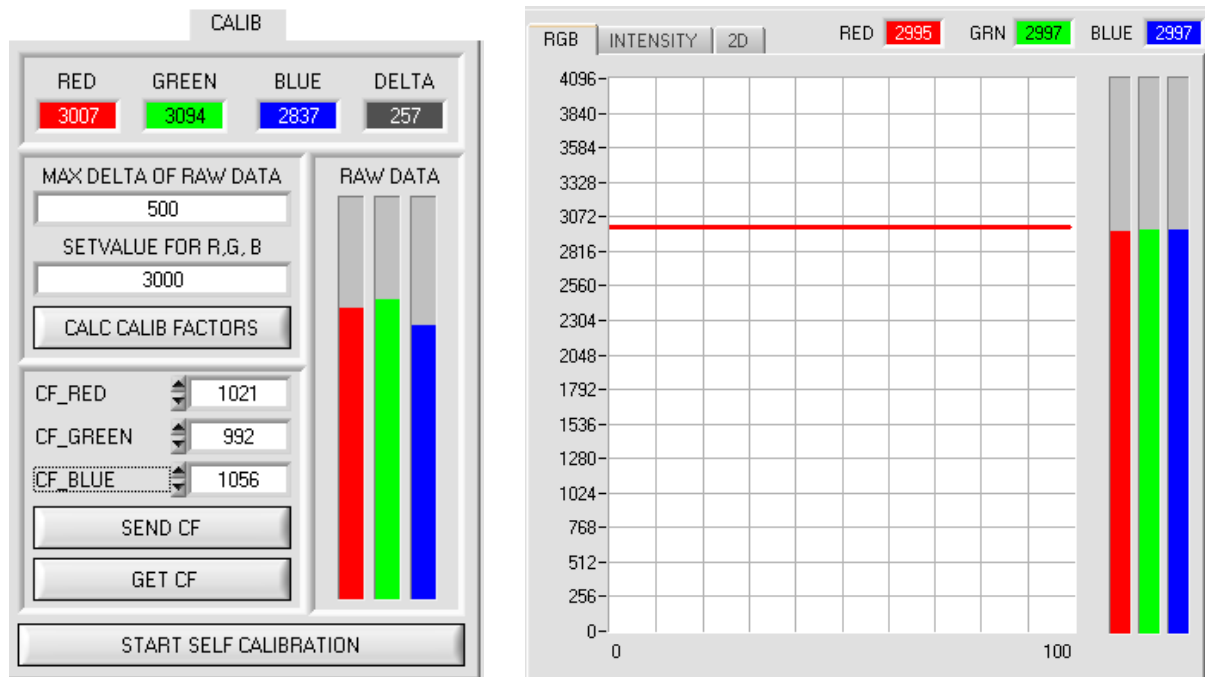 CALIB
RED GREEN BLUE DELTA
3007 3094 2837 257
MAX DELTA OF RAW DATA
500
SETVALUE FOR R,G, B
3000
CALC CALIB FACTORS
RAW DATA
CF_RED 1021
CF_GREEN 992
CF_BLUE 1056
SEND CF
GET CF
START SELF CALIBRATION
RGB INTENSITY 2D RED 2995 GRN 2997 BLUE 2997
4096
3840
3584
3328
3072
2816
2560
2304
2048
1792
1536
1280
1024
768
512
256
0
0 100